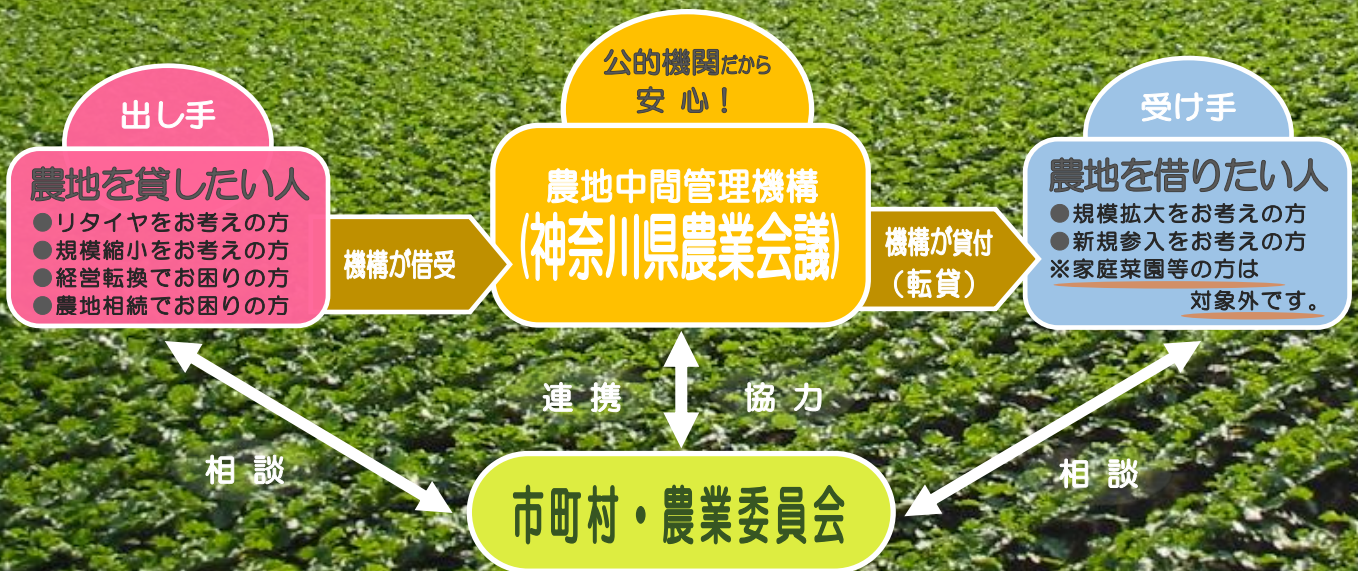 出し手
農地を貸したい人
●リタイヤをお考えの方
●規模縮小をお考えの方
●経営転換でお困りの方
●農地相続でお困りの方
機構が借受
公的機関だから
安心！
農地中間管理機構
(神奈川県農業会議)
機構が貸付
（転貸）
受け手
農地を借りたい人
●規模拡大をお考えの方
●新規参入をお考えの方
※家庭菜園等の方は
対象外です。
連携
協力
相談
相談
市町村・農業委員会